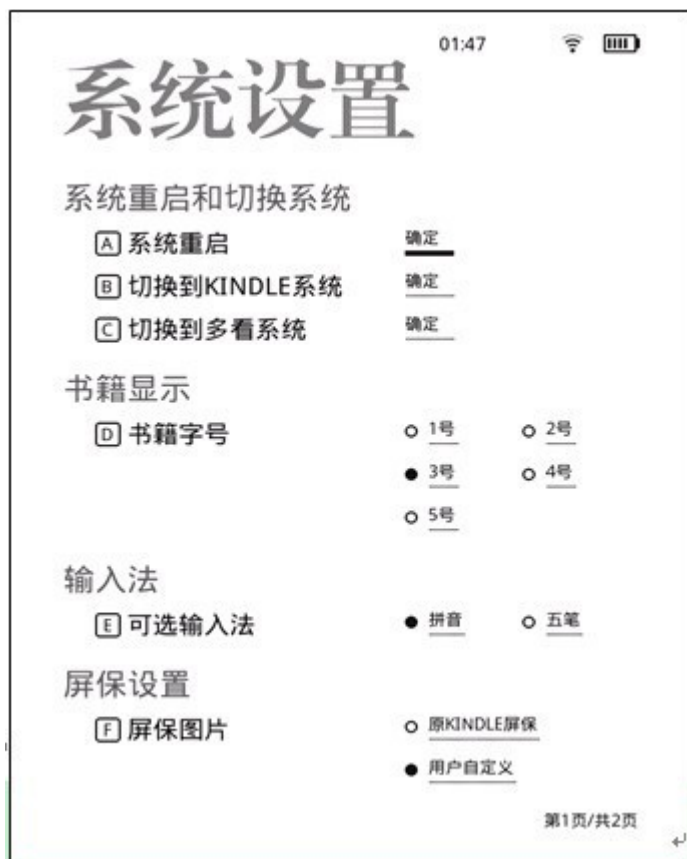 01:47
系统设置
系统重启和切换系统
A 系统重启 确定
B 切换到KINDLE系统 确定
C 切换到多看系统 确定
书籍显示
D 书籍字号 1号 2号
3号 4号
5号
输入法
E 可选输入法 拼音 五笔
屏保设置
F 屏保图片 原KINDLE屏保
用户自定义
第1页/共2页